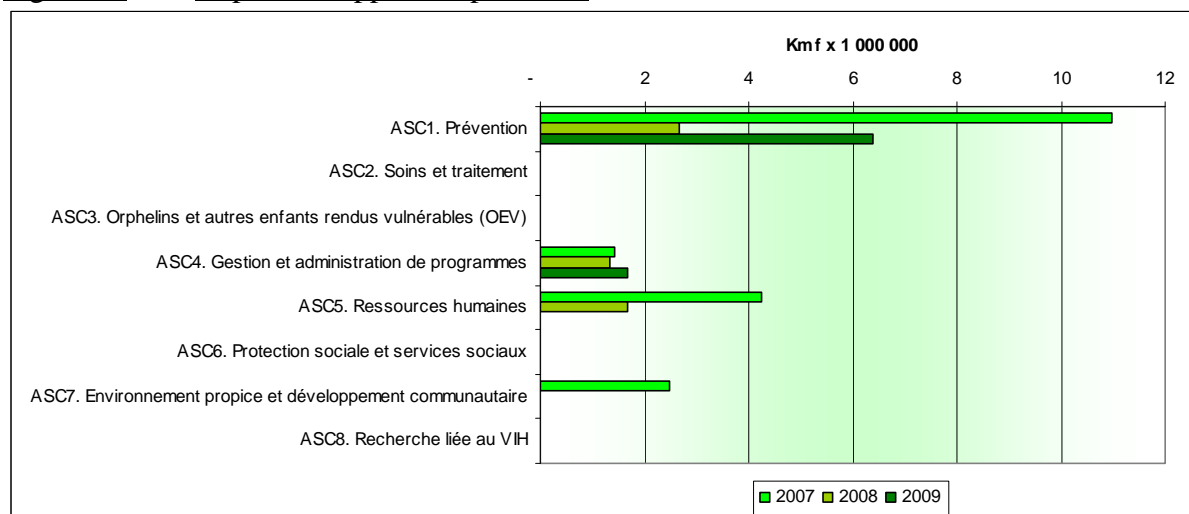 Kmf x 1 000 000
- 2 4 6 8 10 12
ASC1. Prévention
ASC2. Soins et traitement
ASC3. Orphelins et autres enfants rendus vulnérables (OEV)
ASC4. Gestion et administration de programmes
ASC5. Ressources humaines
ASC6. Protection sociale et services sociaux
ASC7. Environnement propice et développement communautaire
ASC8. Recherche liée au VIH
2007 2008 2009